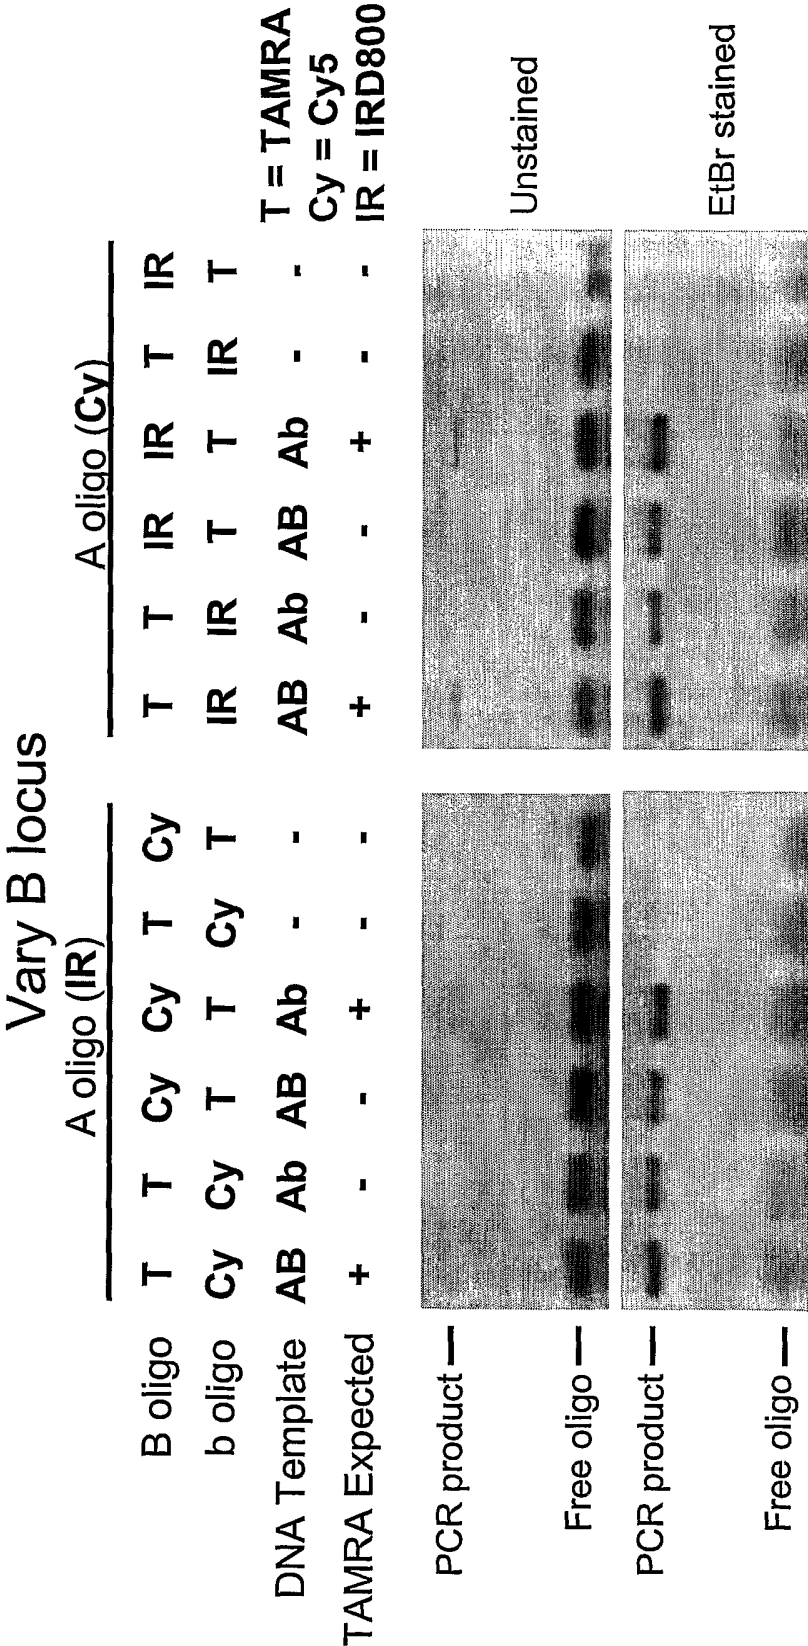 Vary B locus
A oligo (IR) A oligo (Cy)
B oligo T T Cy Cy T Cy T T IR IR T IR
b oligo Cy Cy T T Cy T IR IR T T IR T
DNA Template AB Ab AB Ab - - AB Ab AB Ab - -
TAMRA Expected + - - + - - + - - + - -
T = TAMRA
Cy = Cy5
IR = IRD800
PCR product
Free oligo
Unstained
PCR product
Free oligo
EtBr stained